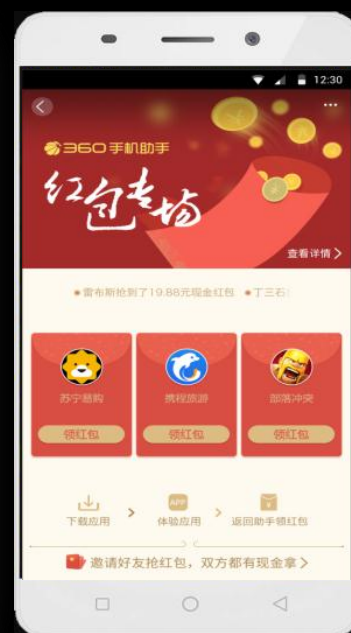 12:30
360手机助手
红包专场
查看详情
雷布斯抢到了19.88元现金红包 丁三石
苏宁易购 携程旅游 部落冲突
领红包 领红包 领红包
APP
下载应用 体验应用 返回助手领红包
邀请好友抢红包，双方都有现金拿